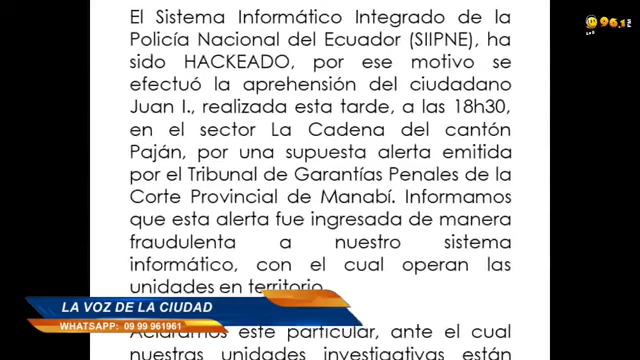 El Sistema Informático Integrado de la
Policía Nacional del Ecuador (SIIPNE), ha
sido HACKEADO, por ese motivo se
efectuó la aprehensión del ciudadano
Juan I., realizada esta tarde, a las 18h30,
en el sector La Cadena del cantón
Paján, por una supuesta alerta emitida
por el Tribunal de Garantías Penales de la
Corte Provincial de Manabí. Informamos
que esta alerta fue ingresada de manera
fraudulenta a nuestro sistema
informático, con el cual operan las
unidades en territorio.
Aclaramos este particular, ante el cual
nuestras unidades investigativas están
LA VOZ DE LA CIUDAD
WHATSAPP: 09 99 961961
96.1